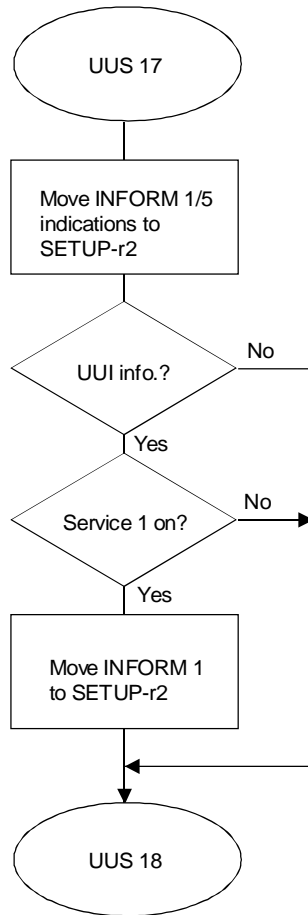 UUS 17
Move INFORM 1/5
indications to
SETUP-r2
UUI info.?
No
Yes
Service 1 on?
No
Yes
Move INFORM 1
to SETUP-r2
UUS 18